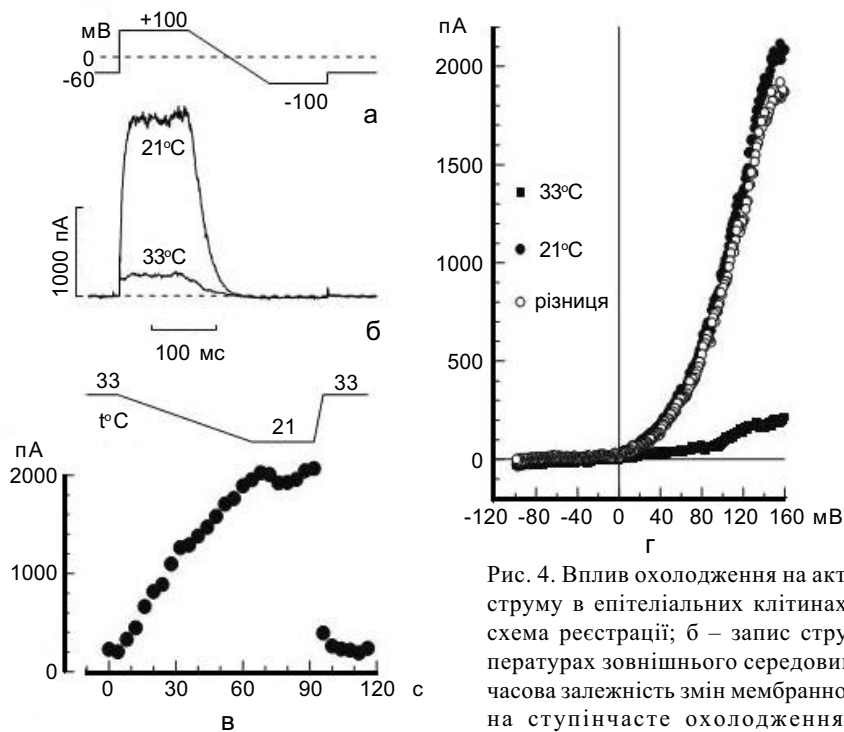 мВ
+100
0
-60
-100
а
21°C
33°C
1000 пА
100 мс
б
33
21
33
t°C
пА
2000
1000
0
0 30 60 90 120 с
в
пА
2000
1500
1000
500
0
33°C
21°C
різниця
-120 -80 -40 0 40 80 120 160 мВ
г
Рис. 4. Вплив охолодження на акт
струму в епітеліальних клітинах
схема реєстрації; б – запис стру
пературах зовнішнього середови
часова залежність змін мембранно
на ступінчасте охолодження